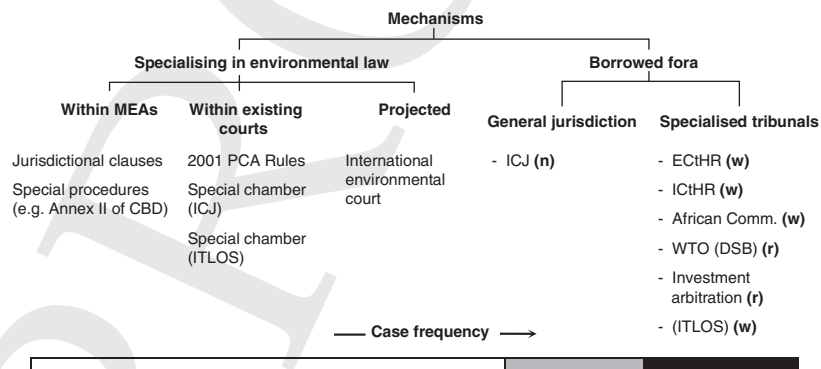 Mechanisms
Specialising in environmental law
Borrowed fora
Within MEAs
Within existing
courts
Projected
General jurisdiction
Specialised tribunals
Jurisdictional clauses
Special procedures
(e.g. Annex II of CBD)
2001 PCA Rules
Special chamber
(ICJ)
Special chamber
(ITLOS)
International
environmental
court
- ICJ (n)
- ECtHR (w)
- ICtHR (w)
- African Comm. (w)
- WTO (DSB) (r)
- Investment
arbitration (r)
- (ITLOS) (w)
Case frequency